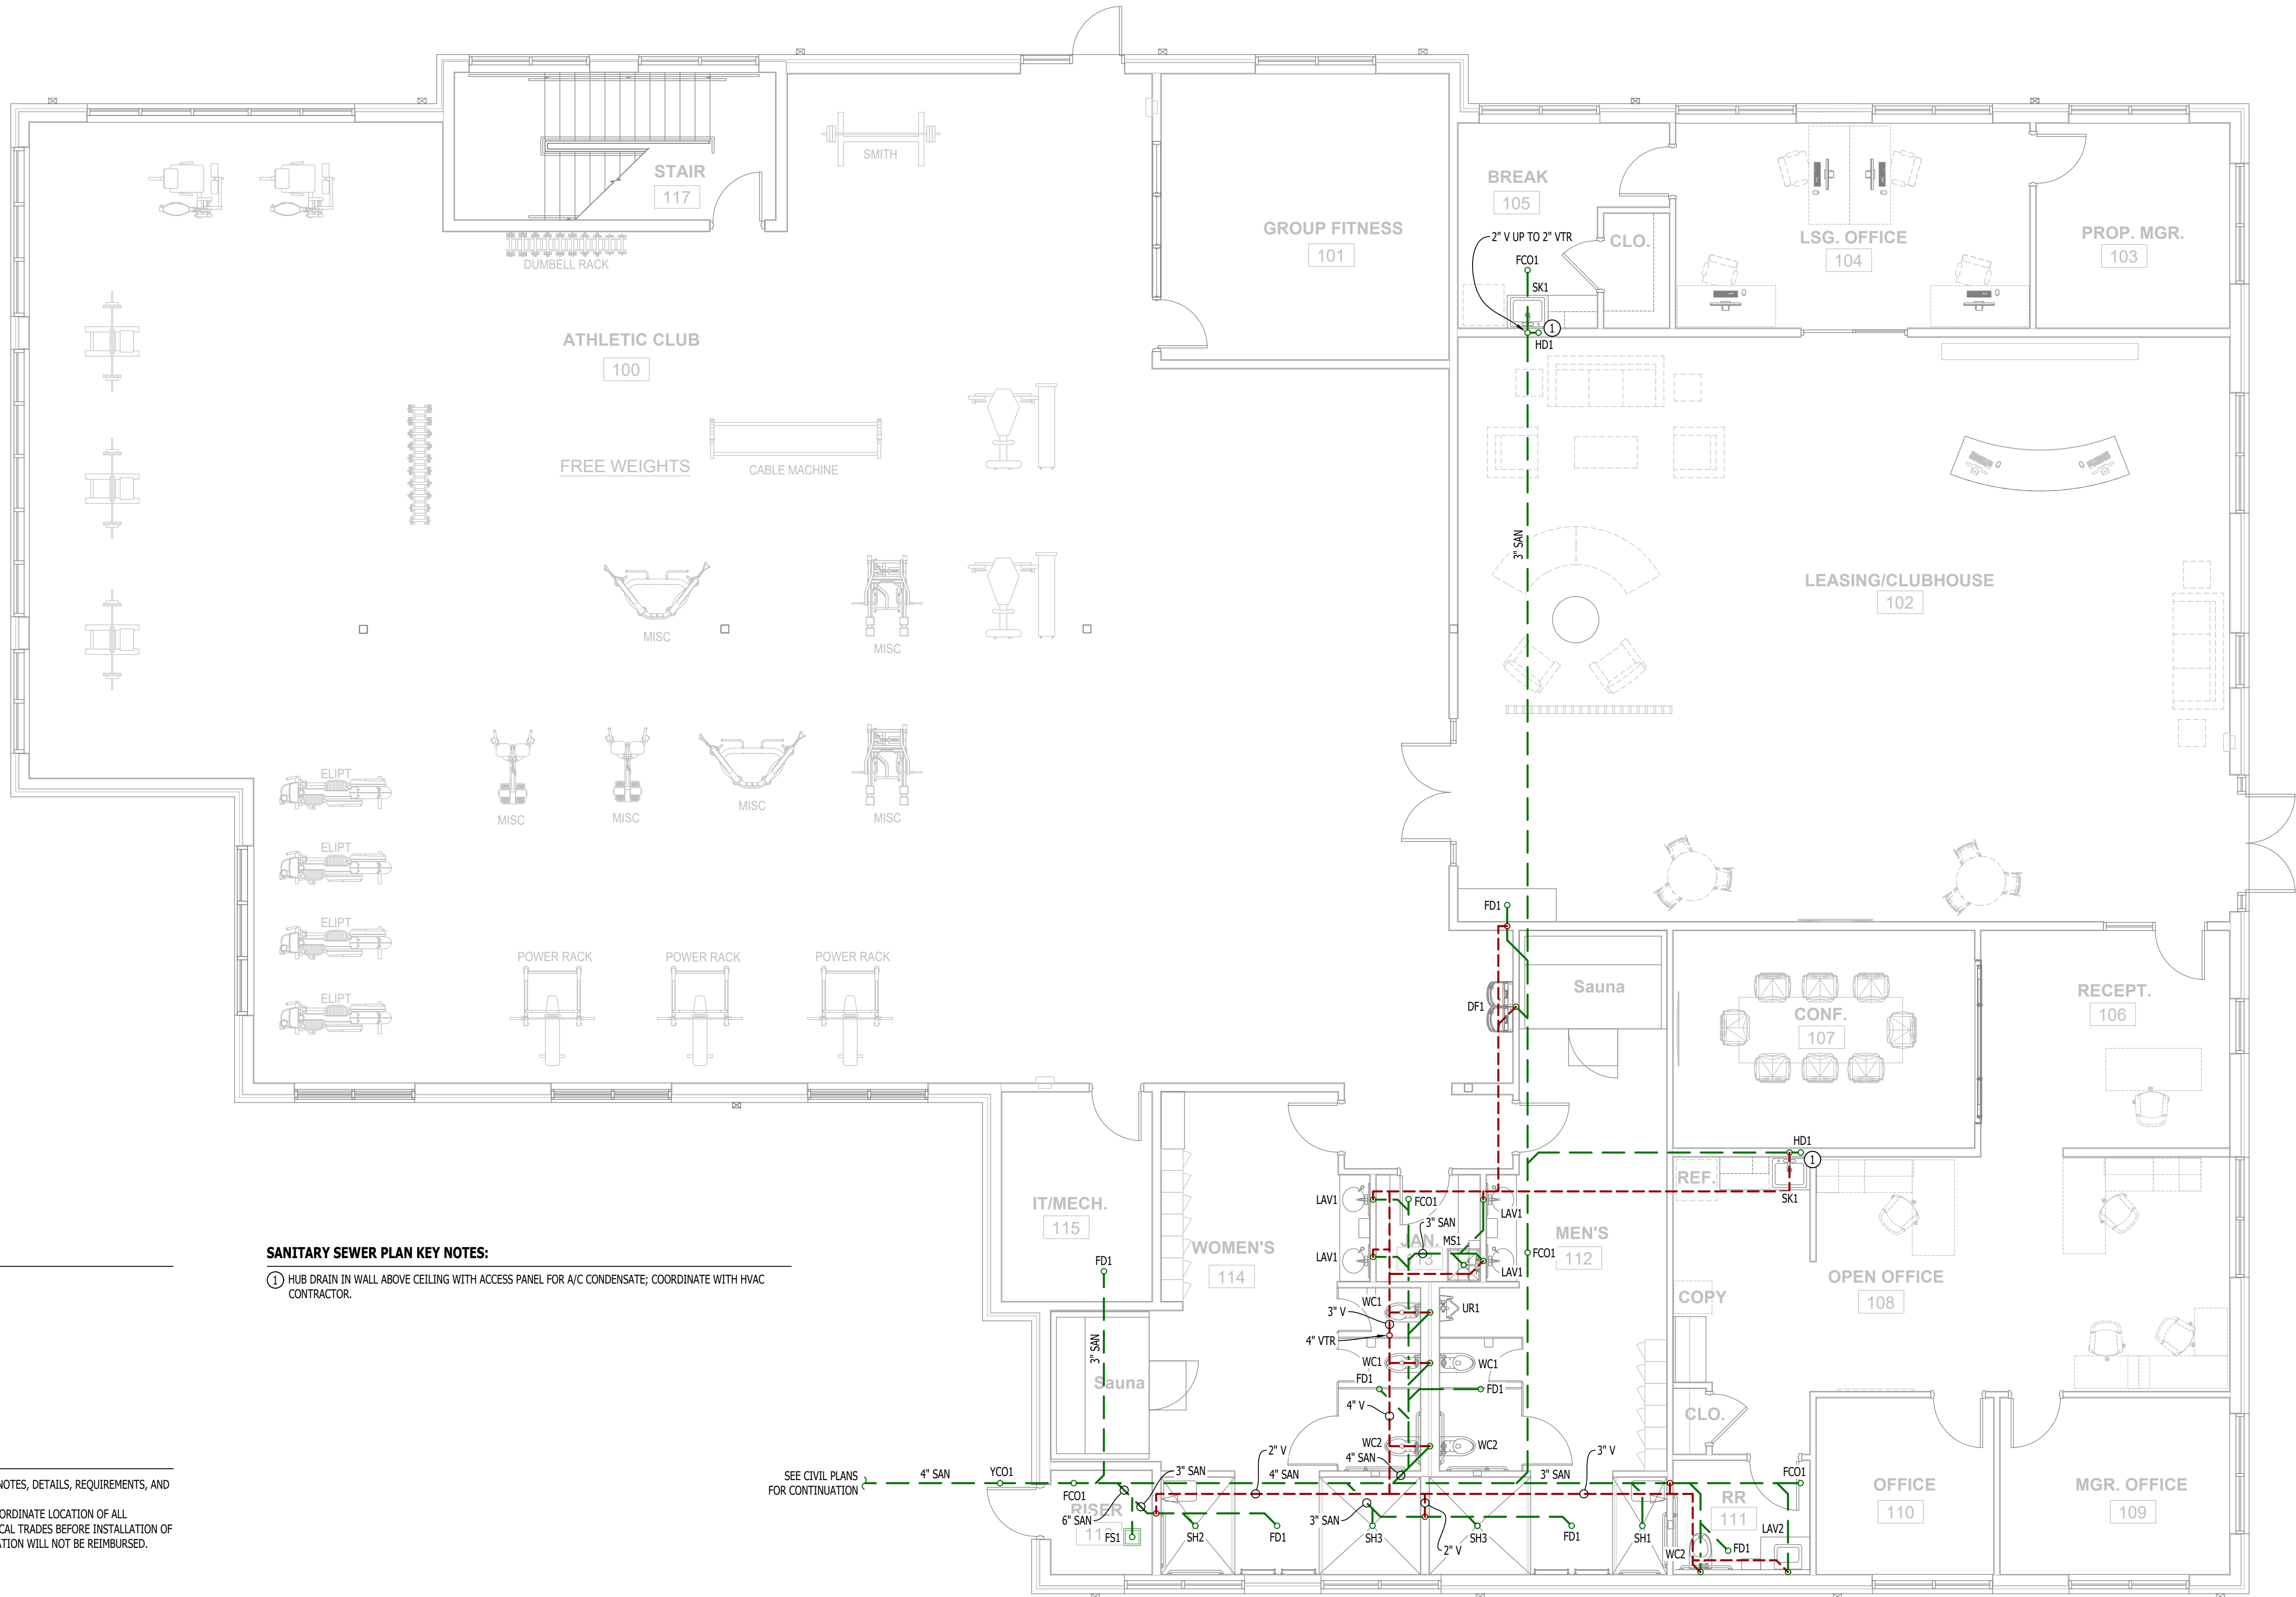 STAIR
117
SMITH
DUMBELL RACK
GROUP FITNESS
101
BREAK
105
CLO.
LSG. OFFICE
104
PROP. MGR.
103
2" V UP TO 2" VTR
FCO1
SK1
1
HD1
ATHLETIC CLUB
100
FREE WEIGHTS
CABLE MACHINE
3" SAN
LEASING/CLUBHOUSE
102
MISC
MISC
MISC
MISC
MISC
MISC
ELIPT
ELIPT
ELIPT
ELIPT
POWER RACK
POWER RACK
POWER RACK
FD1
DF1
Sauna
CONF.
107
RECEPT.
106
HD1
1
REF.
SK1
IT/MECH.
115
WOMEN'S
114
LAV1
LAV1
FCO1
3" SAN
MS1
JAN.
LAV1
LAV1
MEN'S
112
FCO1
OPEN OFFICE
108
COPY
FD1
3" SAN
Sauna
WC1
3" V
4" VTR
UR1
WC1
WC1
FD1
FD1
4" V
WC2
WC2
4" SAN
CLO.
SANITARY SEWER PLAN KEY NOTES:
1 HUB DRAIN IN WALL ABOVE CEILING WITH ACCESS PANEL FOR A/C CONDENSATE; COORDINATE WITH HVAC
CONTRACTOR.
NOTES, DETAILS, REQUIREMENTS, AND
ORDINATE LOCATION OF ALL
CAL TRADES BEFORE INSTALLATION OF
ATION WILL NOT BE REIMBURSED.
SEE CIVIL PLANS
FOR CONTINUATION
4" SAN
YCO1
FCO1
RISER
6" SAN
FS1
3" SAN
2" V
4" SAN
SH2
FD1
3" SAN
SH3
2" V
SH3
3" SAN
3" V
FD1
SH1
FCO1
RR
111
LAV2
WC2
FD1
OFFICE
110
MGR. OFFICE
109